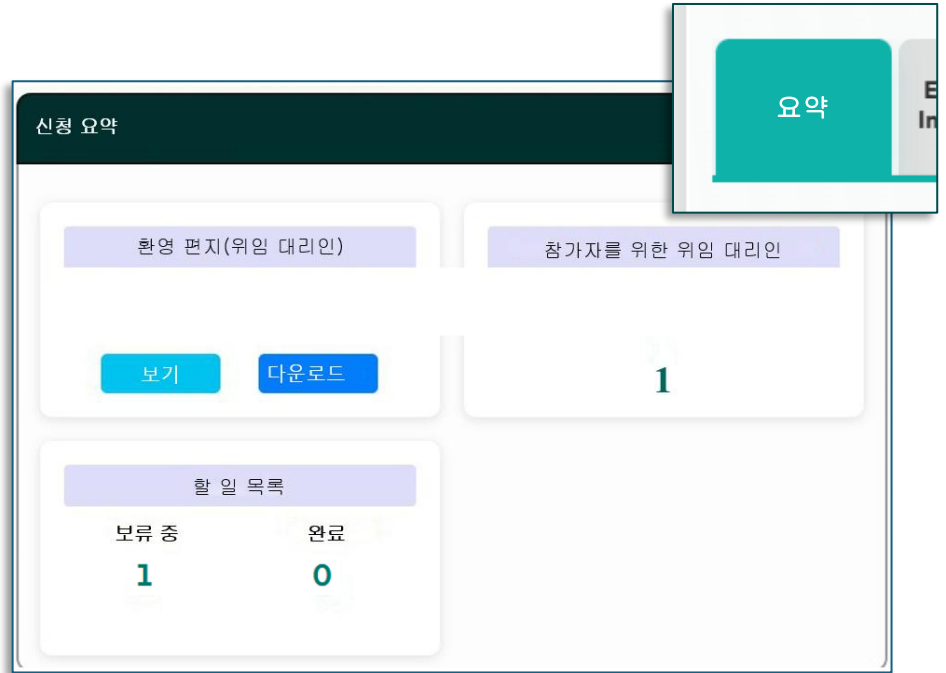 요약
E
In
신청 요약
환영 편지(위임 대리인)
참가자를 위한 위임 대리인
보기
다운로드
1
할 일 목록
보류 중
완료
1
0